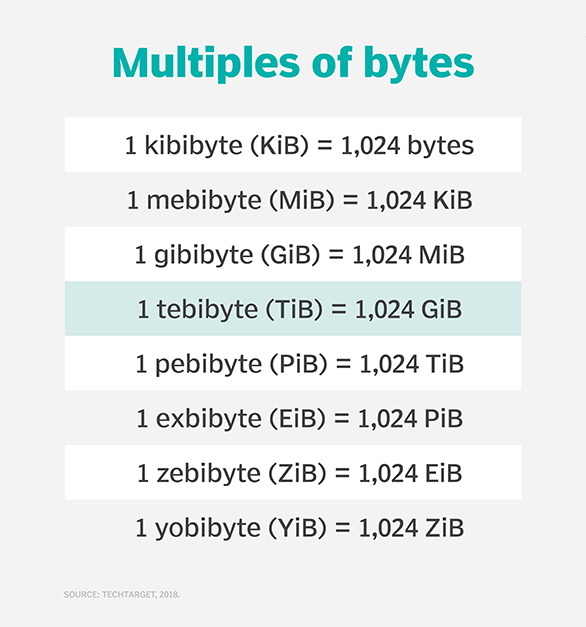 Multiples of bytes
1 kibibyte (KiB) = 1,024 bytes
1 mebibyte (MiB) = 1,024 KiB
1 gibibyte (GiB) = 1,024 MiB
1 tebibyte (TiB) = 1,024 GiB
1 pebibyte (PiB) = 1,024 TiB
1 exbibyte (EiB) = 1,024 PiB
1 zebibyte (ZiB) = 1,024 EiB
1 yobibyte (YiB) = 1,024 ZiB
SOURCE: TECHTARGET, 2018.